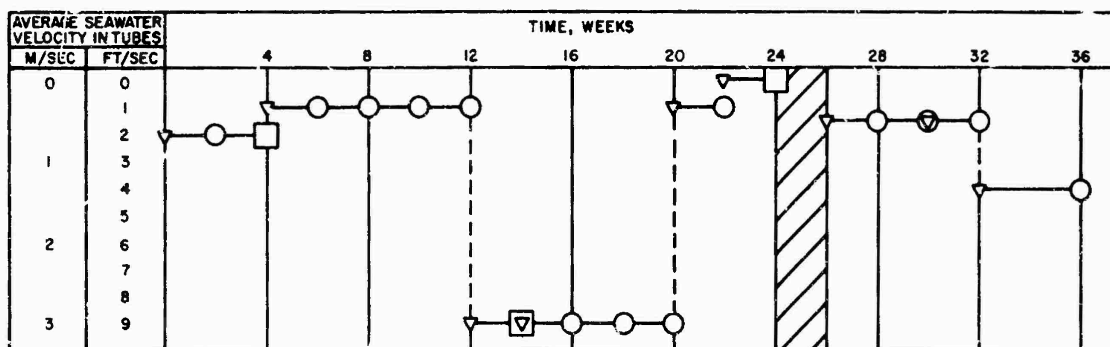 AVERAGE SEAWATER
VELOCITY IN TUBES
TIME, WEEKS
M/SEC FT/SEC 4 8 12 16 20 24 28 32 36
0 0
1
2
1 3
4
5
2 6
7
8
3 9